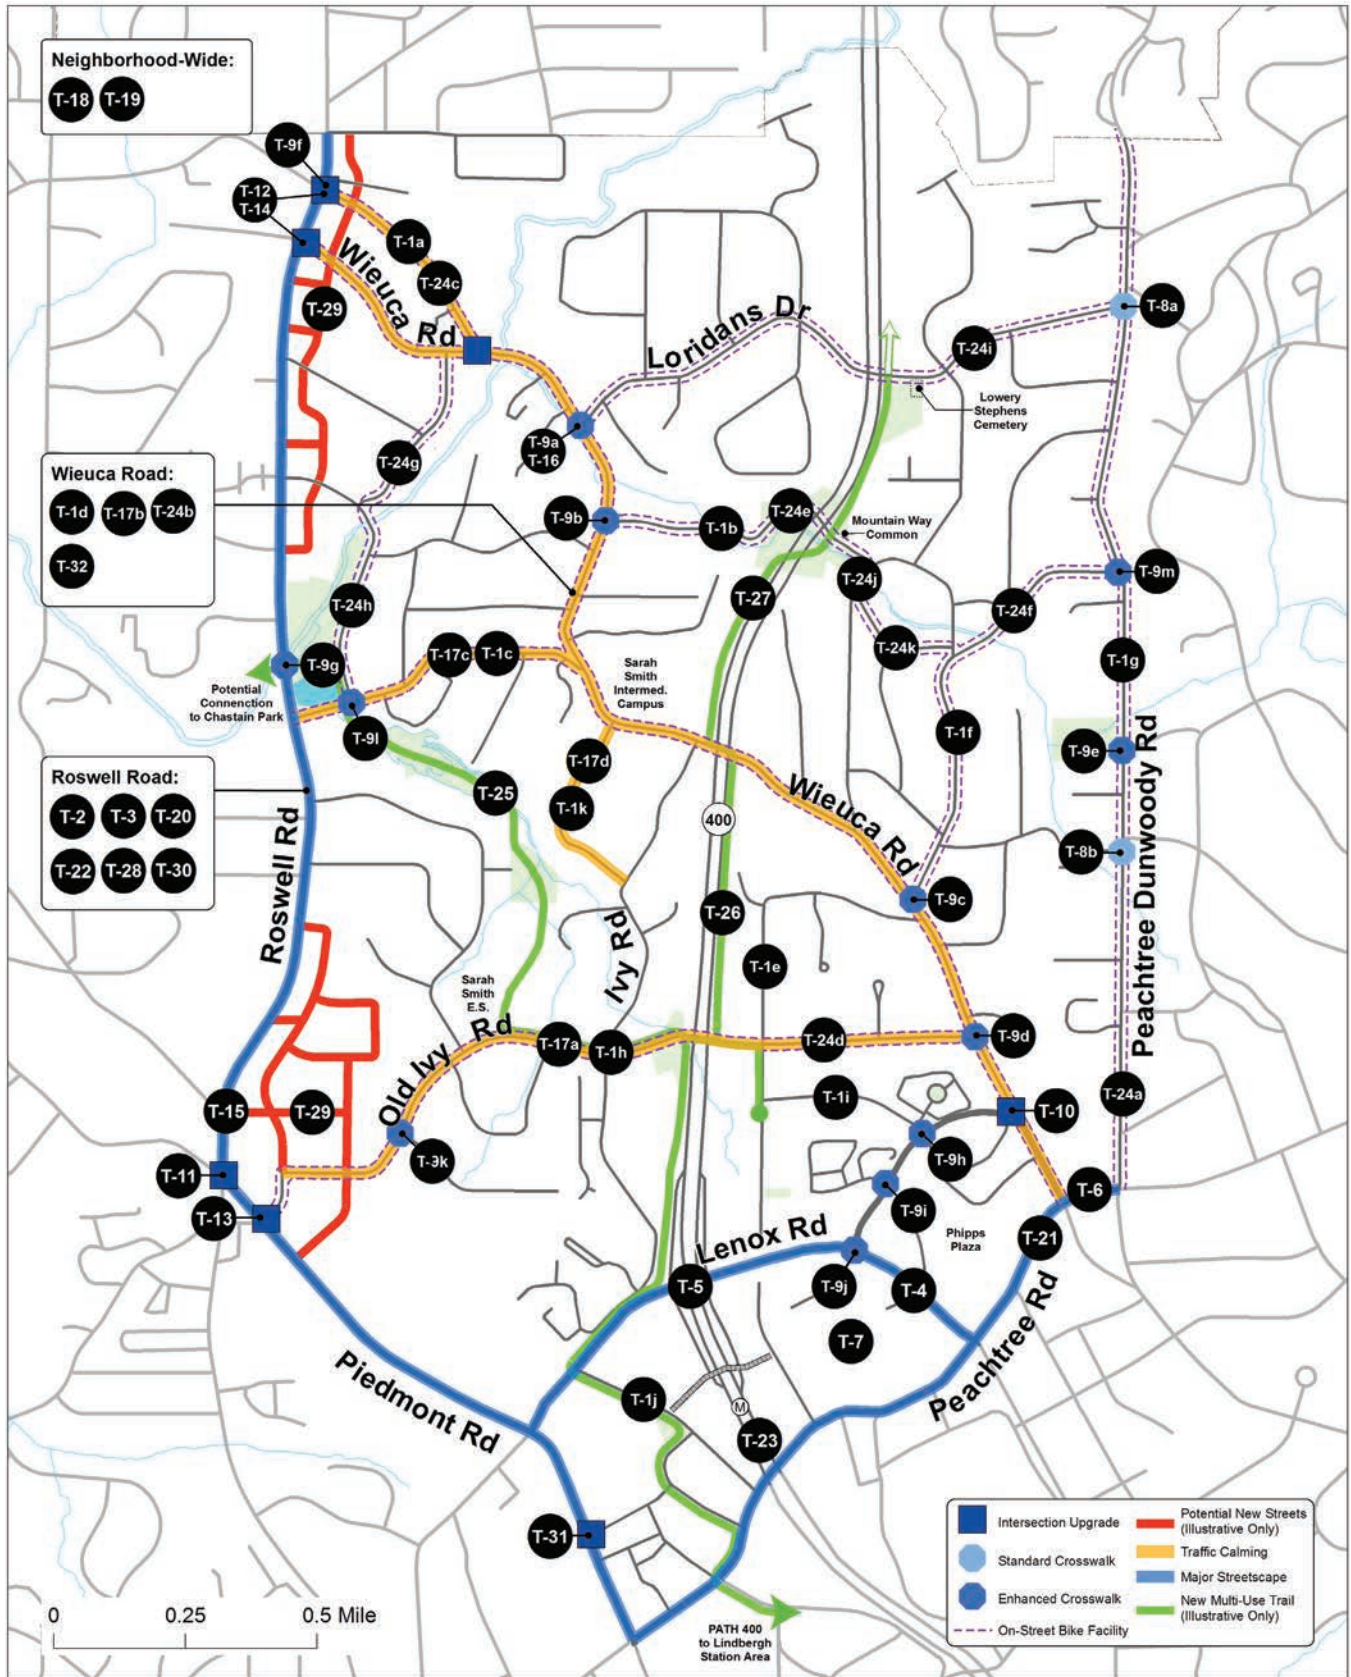 Neighborhood-Wide:
T-18 T-19
T-9f
T-12
T-14
T-1a
T-24c
Wieuca Rd
T-29
Loridans Dr
T-8a
T-24i
Lowery
Stephens
Cemetery
T-9a
T-16
T-24g
Wieuca Road:
T-1d T-17b T-24b
T-32
T-9b
T-1b
T-24e
Mountain Way
Common
T-9m
T-24j
T-27
T-24h
T-24f
T-24k
T-1g
T-9g
T-17c
T-1c
Sarah
Smith
Intermed.
Campus
Potential
Connenction
to Chastain Park
T-9l
T-1f
T-9e
T-17d
Roswell Road:
T-2 T-3 T-20
T-22 T-28 T-30
T-25
T-1k
400
Wieuca Rd
T-8b
Peachtree Dunwoody Rd
Roswell Rd
T-9c
T-26
Ivy Rd
T-1e
Sarah
Smith
E.S.
Old Ivy Rd
T-17a
T-1h
T-24d
T-9d
T-24a
T-1i
T-10
T-15
T-29
T-9h
T-9k
T-11
T-6
T-13
T-9i
Phipps
Plaza
T-21
Lenox Rd
T-5
T-9j
T-4
T-7
Peachtree Rd
Piedmont Rd
T-1j
M
T-23
T-31
Intersection Upgrade
Standard Crosswalk
Enhanced Crosswalk
On-Street Bike Facility
Potential New Streets
(Illustrative Only)
Traffic Calming
Major Streetscape
New Multi-Use Trail
(Illustrative Only)
0 0.25 0.5 Mile
PATH 400
to Lindbergh
Station Area